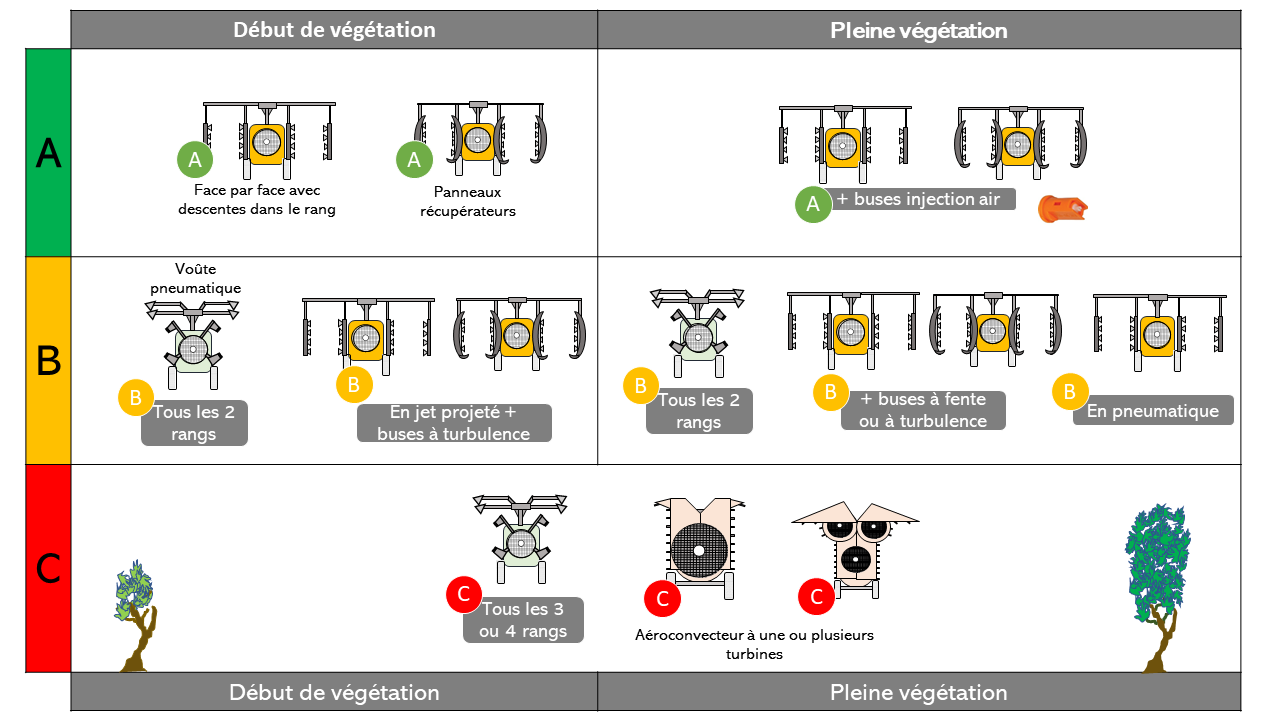 Début de végétation
Pleine végétation
A
A
Face par face avec
descentes dans le rang
A
Panneaux
récupérateurs
A
+ buses injection air
B
Voûte
pneumatique
B
Tous les 2
rangs
B
En jet projeté +
buses à turbulence
B
Tous les 2
rangs
B
+ buses à fente
ou à turbulence
B
En pneumatique
C
C
Tous les 3
ou 4 rangs
C
C
Aéroconvecteur à une ou plusieurs
turbines
Début de végétation
Pleine végétation